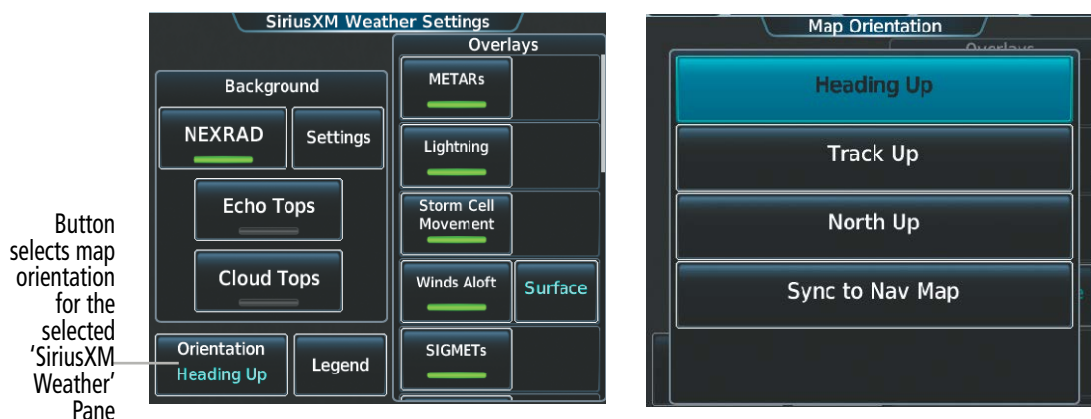 SiriusXM Weather Settings
Overlays
Background
METARs
NEXRAD
Settings
Lightning
Echo Tops
Storm Cell
Movement
Cloud Tops
Winds Aloft
Surface
Orientation
Heading Up
Legend
SIGMETs
Button
selects map
orientation
for the
selected
'SiriusXM
Weather'
Pane
Map Orientation
Overlays
Heading Up
Track Up
North Up
Sync to Nav Map